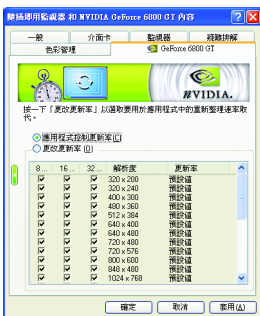 隨插即用監視器 和 NVIDIA GeForce 6800 GT 內容
一般
介面卡
監視器
疑難排解
色彩管理
GeForce 6800 GT
NVIDIA.
按一下「更改更新率」以選取要用於應用程式中的重新整理速率取代。
應用程式控制更新率(C)
更改更新率(O)
8... 16... 32... 解析度 更新率
320 x 200 預設值
320 x 240 預設值
400 x 300 預設值
480 x 360 預設值
512 x 384 預設值
640 x 400 預設值
640 x 480 預設值
720 x 480 預設值
720 x 576 預設值
800 x 600 預設值
848 x 480 預設值
1024 x 768 預設值
確定
取消
套用(A)